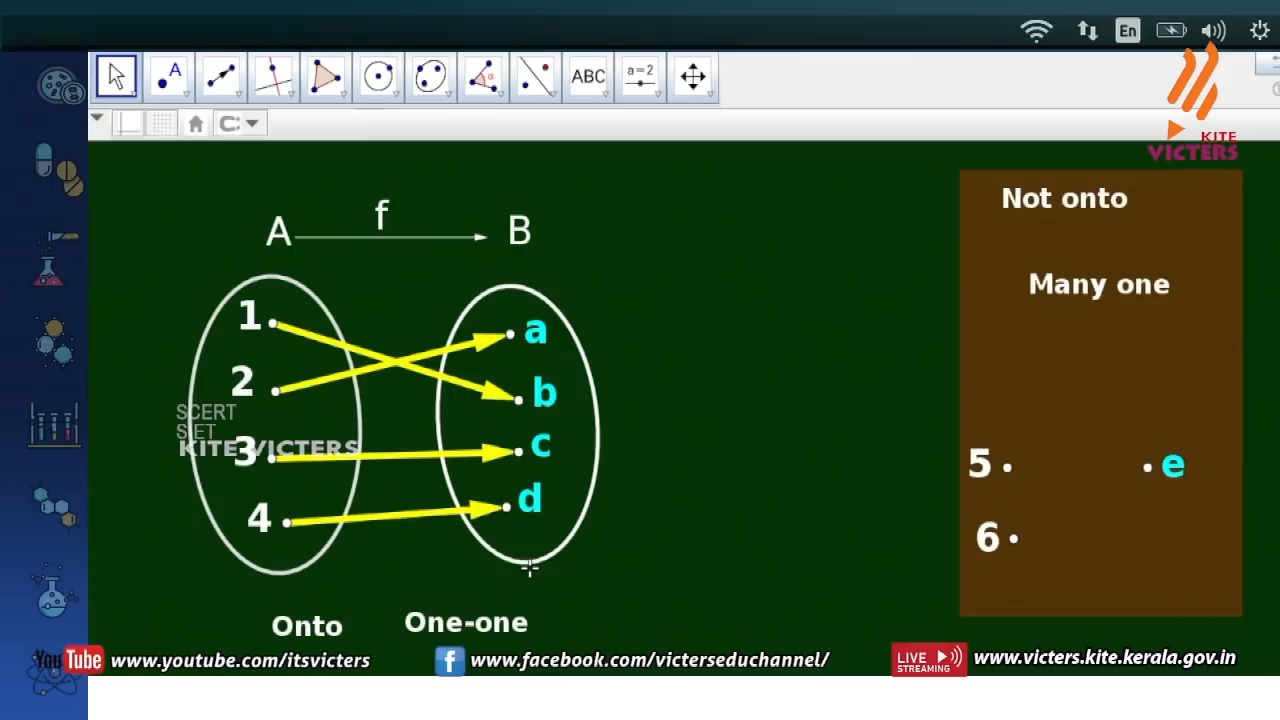 En
A
a=2
ABC
KITE
VICTERS
Not onto
Many one
f
A
B
1
2
3
4
a
b
c
d
SCERT
SIET
KITE VICTERS
5
e
6
Onto
One-one
YouTube www.youtube.com/itsvicters
f www.facebook.com/victerseduchannel/
LIVE
STREAMING
www.victers.kite.kerala.gov.in